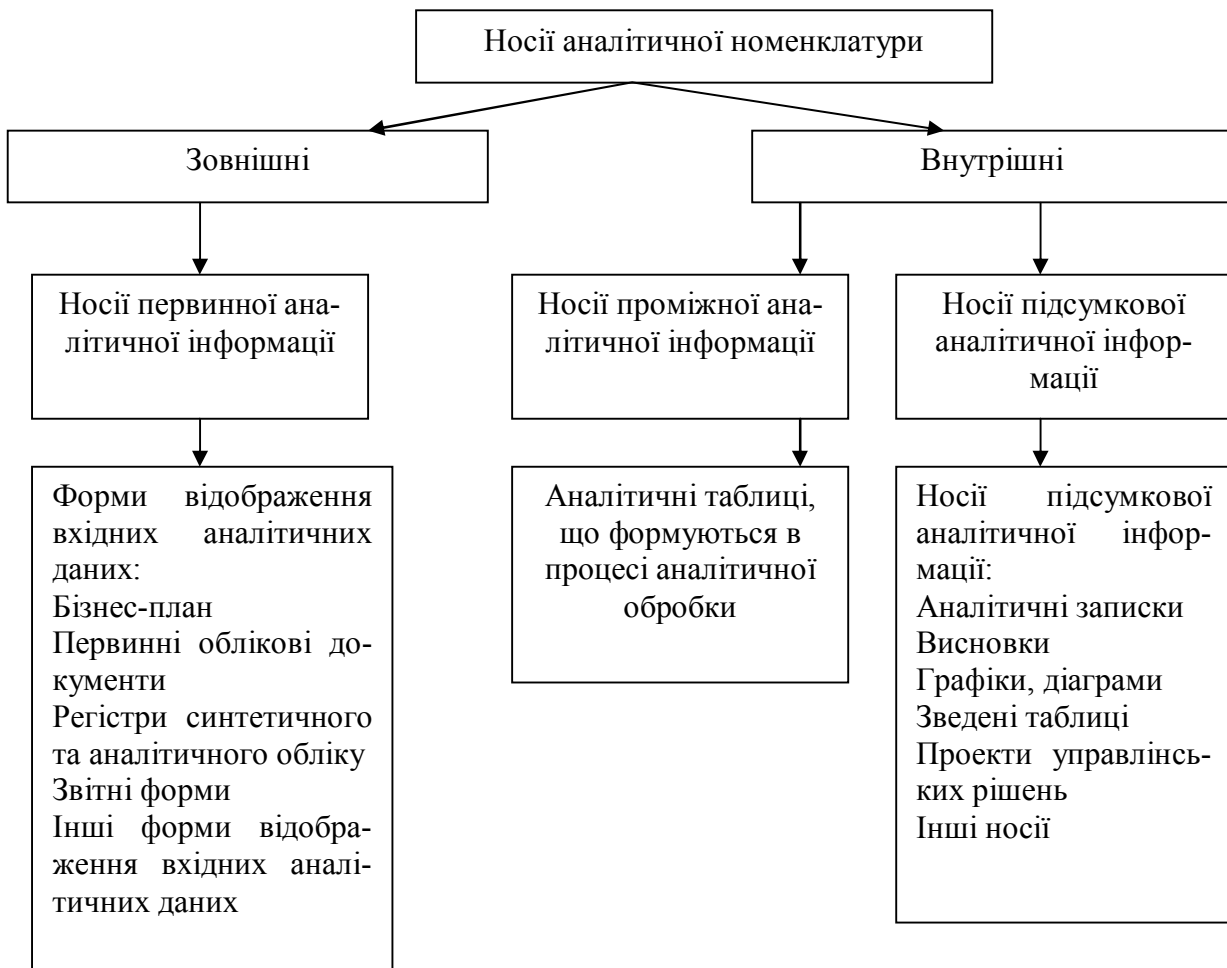 Носії аналітичної номенклатури
Зовнішні
Внутрішні
Носії первинної ана-
літичної інформації
Носії проміжної ана-
літичної інформації
Носії підсумкової
аналітичної інфор-
мації
Форми відображення
вхідних аналітичних
даних:
Бізнес-план
Первинні облікові до-
кументи
Регістри синтетичного
та аналітичного обліку
Звітні форми
Інші форми відобра-
ження вхідних аналі-
тичних даних
Аналітичні таблиці,
що формуються в
процесі аналітичної
обробки
Носії підсумкової
аналітичної інфор-
мації:
Аналітичні записки
Висновки
Графіки, діаграми
Зведені таблиці
Проекти управлінсь-
ких рішень
Інші носії